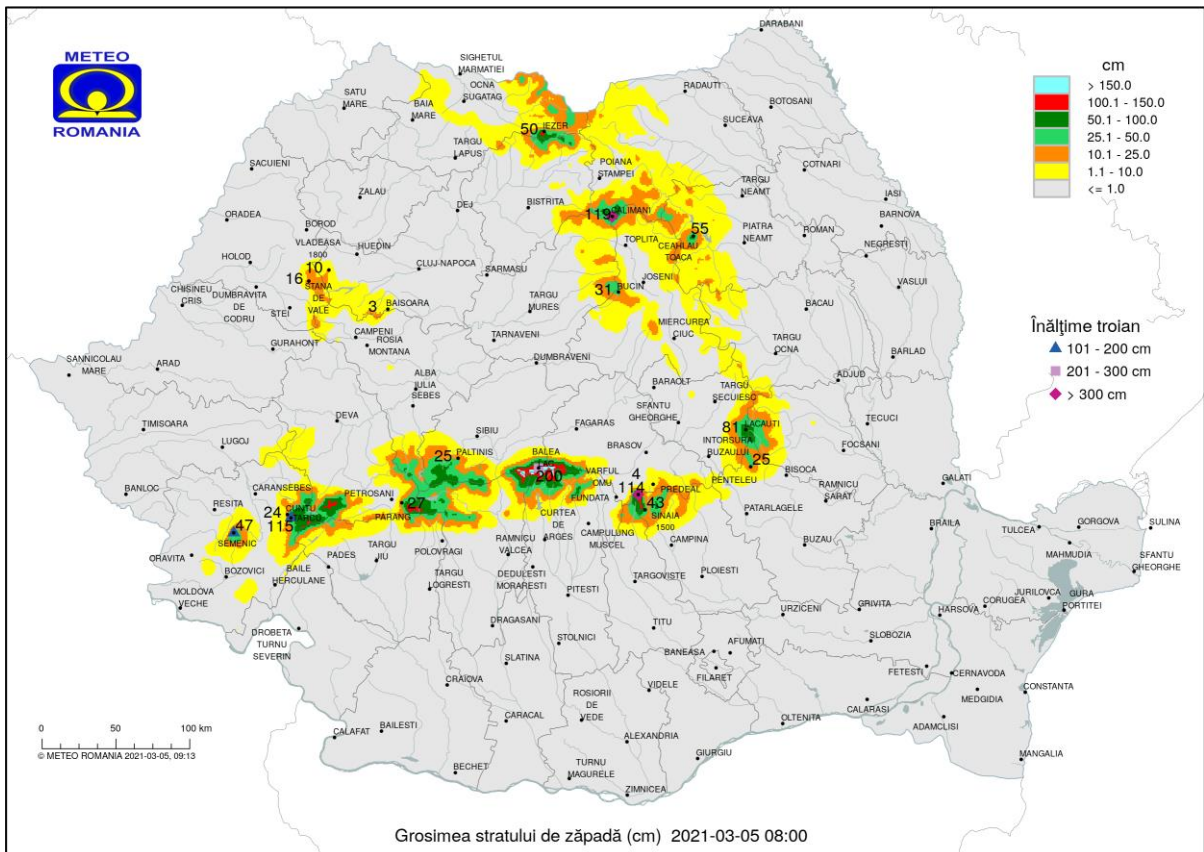 METEO
ROMANIA
cm
> 150.0
100.1 - 150.0
50.1 - 100.0
25.1 - 50.0
10.1 - 25.0
1.1 - 10.0
<= 1.0
Înălţime troian
101 - 200 cm
201 - 300 cm
> 300 cm
DARABANI
SIGHETUL
MARMATIEI
OCNA
SUGATAG
SATU
MARE
BAIA
MARE
RADAUTI
BOTOSANI
SUCEAVA
50
IEZER
TARGU
LAPUS
POIANA
STAMPEI
COTNARI
SACUIENI
ZALAU
TARGU
NEAMT
IASI
DEJ
BISTRITA
119
CALIMANI
BARNOVA
ORADEA
BOROD
55
PIATRA
NEAMT
ROMAN
VLADEASA
1800
HUEDIN
TOPLITA
CEAHLAU
TOACA
NEGRESTI
HOLOD
10
16
CLUJ-NAPOCA
SARMASU
JOSENI
STANA
DE
VALE
31
BUCIN
VASLUI
CHISINEU
CRIS
DUMBRAVITA
DE
CODRU
STEI
3
BAISOARA
TARGU
MURES
BACAU
CAMPENI
ROSIA
MONTANA
TARNAVENI
MIERCUREA
CIUC
GURAHONT
TARGU
OCNA
BARLAD
SANNICOLAU
MARE
ARAD
DUMBRAVENI
ALBA
IULIA
SEBES
BARAOLT
TARGU
SECUIESC
ADJUD
SFANTU
GHEORGHE
TECUCI
DEVA
81
LACAUTI
TIMISOARA
FAGARAS
SIBIU
INTORSURA
BUZAULUI
FOCSANI
LUGOJ
25
PALTINIS
BALEA
BRASOV
25
VARFUL
OMU
4
BISOCA
200
114
PREDEAL
PENTELEU
GALATI
BANLOC
RESITA
CARANSEBES
PETROSANI
FUNDATA
RAMNICU
SARAT
27
43
PARANG
CUNTU
24
TARCU
115
47
SEMENIC
CURTEA
DE
ARGES
SINAIA
1500
CAMPULUNG
MUSCEL
PATARLAGELE
BRAILA
TULCEA
GORGOVA
SULINA
ORAVITA
BAILE
HERCULANE
PADES
TARGU
JIU
POLOVRAGI
RAMNICU
VALCEA
CAMPINA
BUZAU
MAHMUDIA
SFANTU
GHEORGHE
BOZOVICI
TARGU
LOGRESTI
DEDULESTI
MORARESTI
TARGOVISTE
PLOIESTI
MOLDOVA
VECHE
PITESTI
JURILOVCA
GURA
PORTITEI
CORUGEA
HARSOVA
GRIVITA
URZICENI
DROBETA
TURNU
SEVERIN
DRAGASANI
STOLNICI
TITU
AFUMATI
BANEASA
SLOBOZIA
SLATINA
FILARET
FETESTI
CERNAVODA
CRAIOVA
VIDELE
MEDGIDIA
CONSTANTA
ROSIORII
DE
VEDE
CALARASI
ADAMCLISI
CALAFAT
BAILESTI
CARACAL
OLTENITA
ALEXANDRIA
GIURGIU
MANGALIA
BECHET
TURNU
MAGURELE
ZIMNICEA
0 50 100 km
© METEO ROMANIA 2021-03-05, 09:13
Grosimea stratului de zăpadă (cm) 2021-03-05 08:00